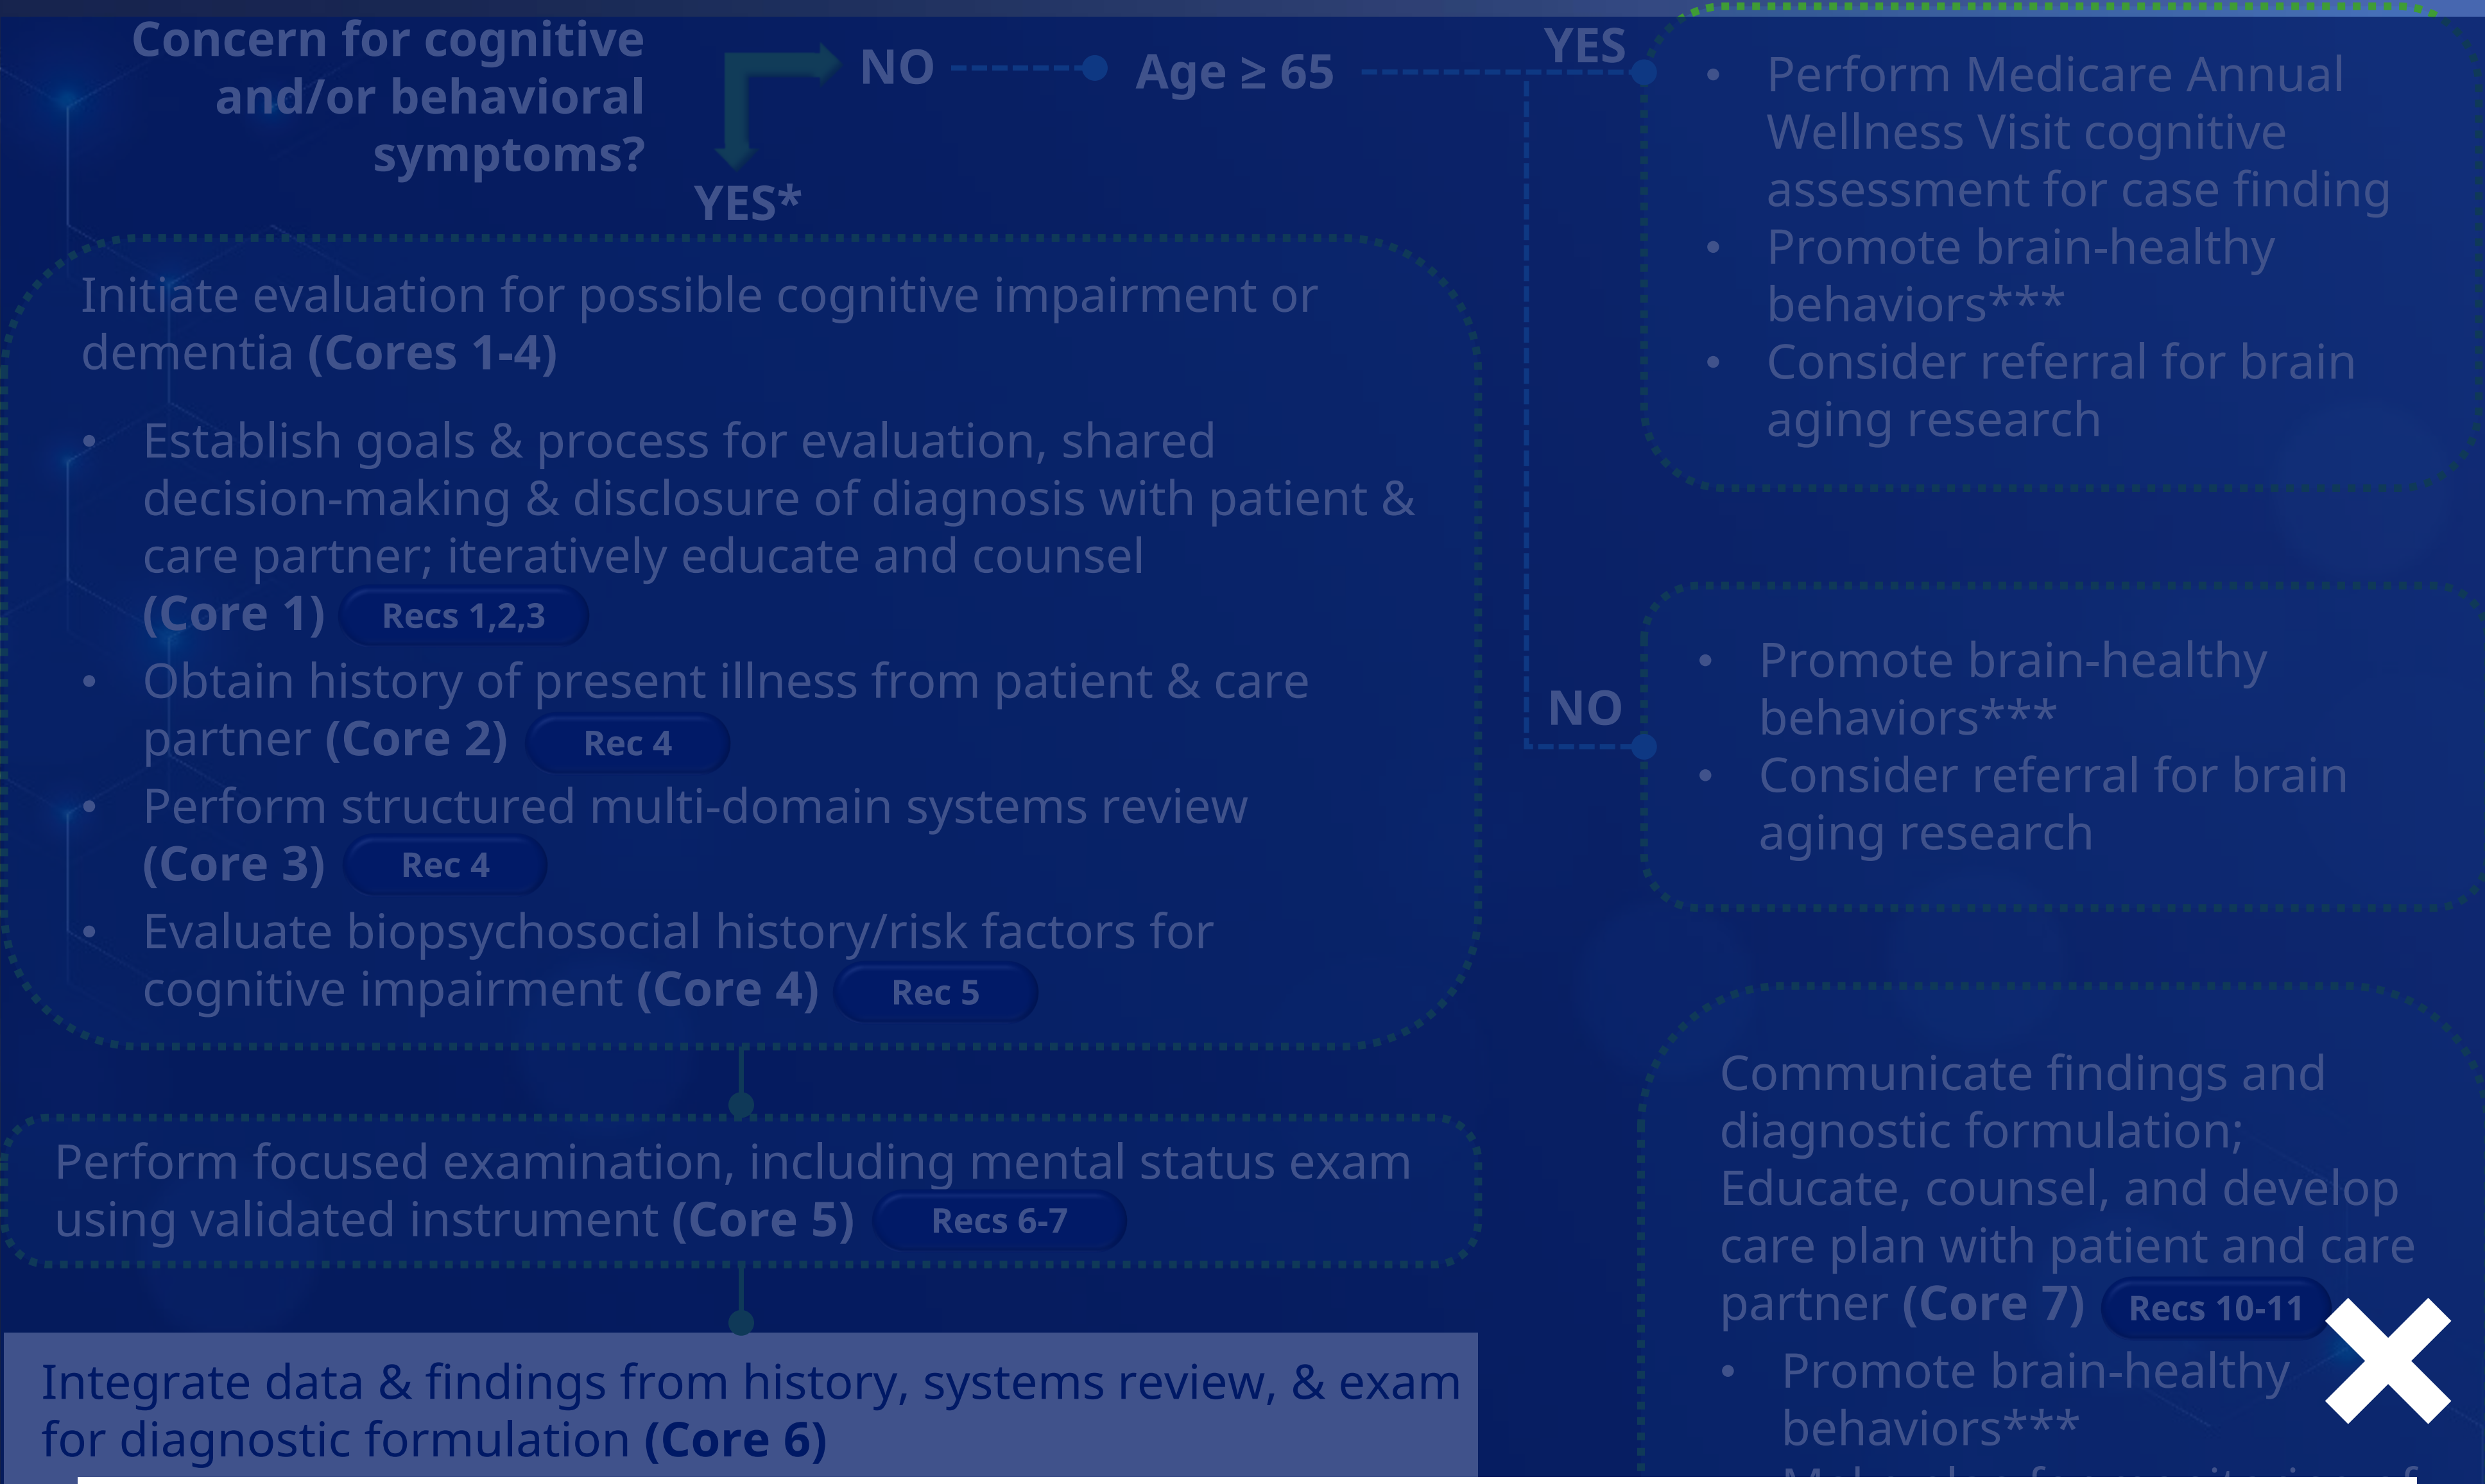 Concern for cognitive
and/or behavioral
symptoms?
NO
Age ≥ 65
YES
YES*
Initiate evaluation for possible cognitive impairment or
dementia (Cores 1-4)
• Establish goals & process for evaluation, shared
decision-making & disclosure of diagnosis with patient &
care partner; iteratively educate and counsel
(Core 1) Recs 1,2,3
• Obtain history of present illness from patient & care
partner (Core 2) Rec 4
• Perform structured multi-domain systems review
(Core 3) Rec 4
• Evaluate biopsychosocial history/risk factors for
cognitive impairment (Core 4) Rec 5
Perform focused examination, including mental status exam
using validated instrument (Core 5) Recs 6-7
Integrate data & findings from history, systems review, & exam
for diagnostic formulation (Core 6)
• Perform Medicare Annual
Wellness Visit cognitive
assessment for case finding
• Promote brain-healthy
behaviors***
• Consider referral for brain
aging research
NO
• Promote brain-healthy
behaviors***
• Consider referral for brain
aging research
Communicate findings and
diagnostic formulation;
Educate, counsel, and develop
care plan with patient and care
partner (Core 7) Recs 10-11
• Promote brain-healthy
behaviors***